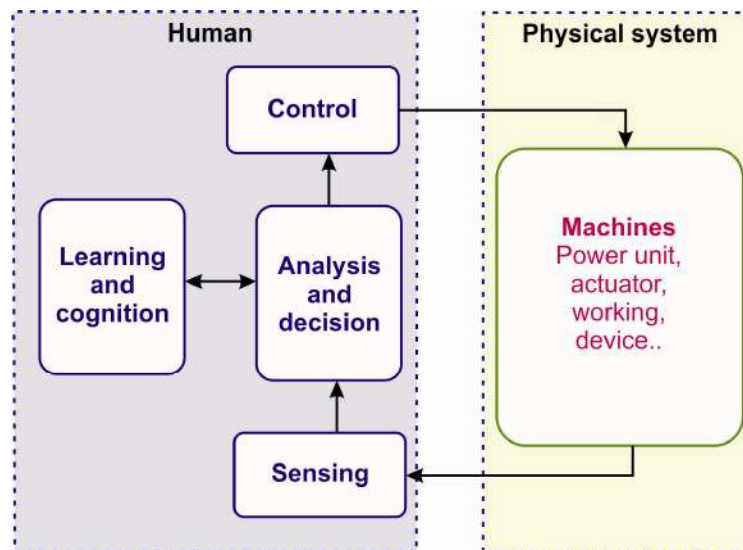 Human
Physical system
Control
Machines
Power unit,
actuator,
working,
device..
Learning
and
cognition
Analysis
and
decision
Sensing